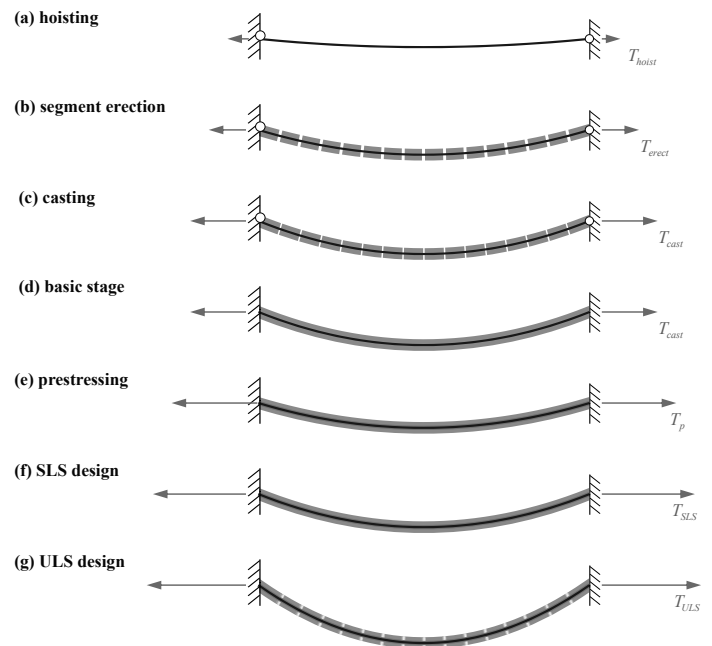 (a) hoisting
T_hoist
(b) segment erection
T_erect
(c) casting
T_cast
(d) basic stage
T_cast
(e) prestressing
T_p
(f) SLS design
T_SLS
(g) ULS design
T_ULS